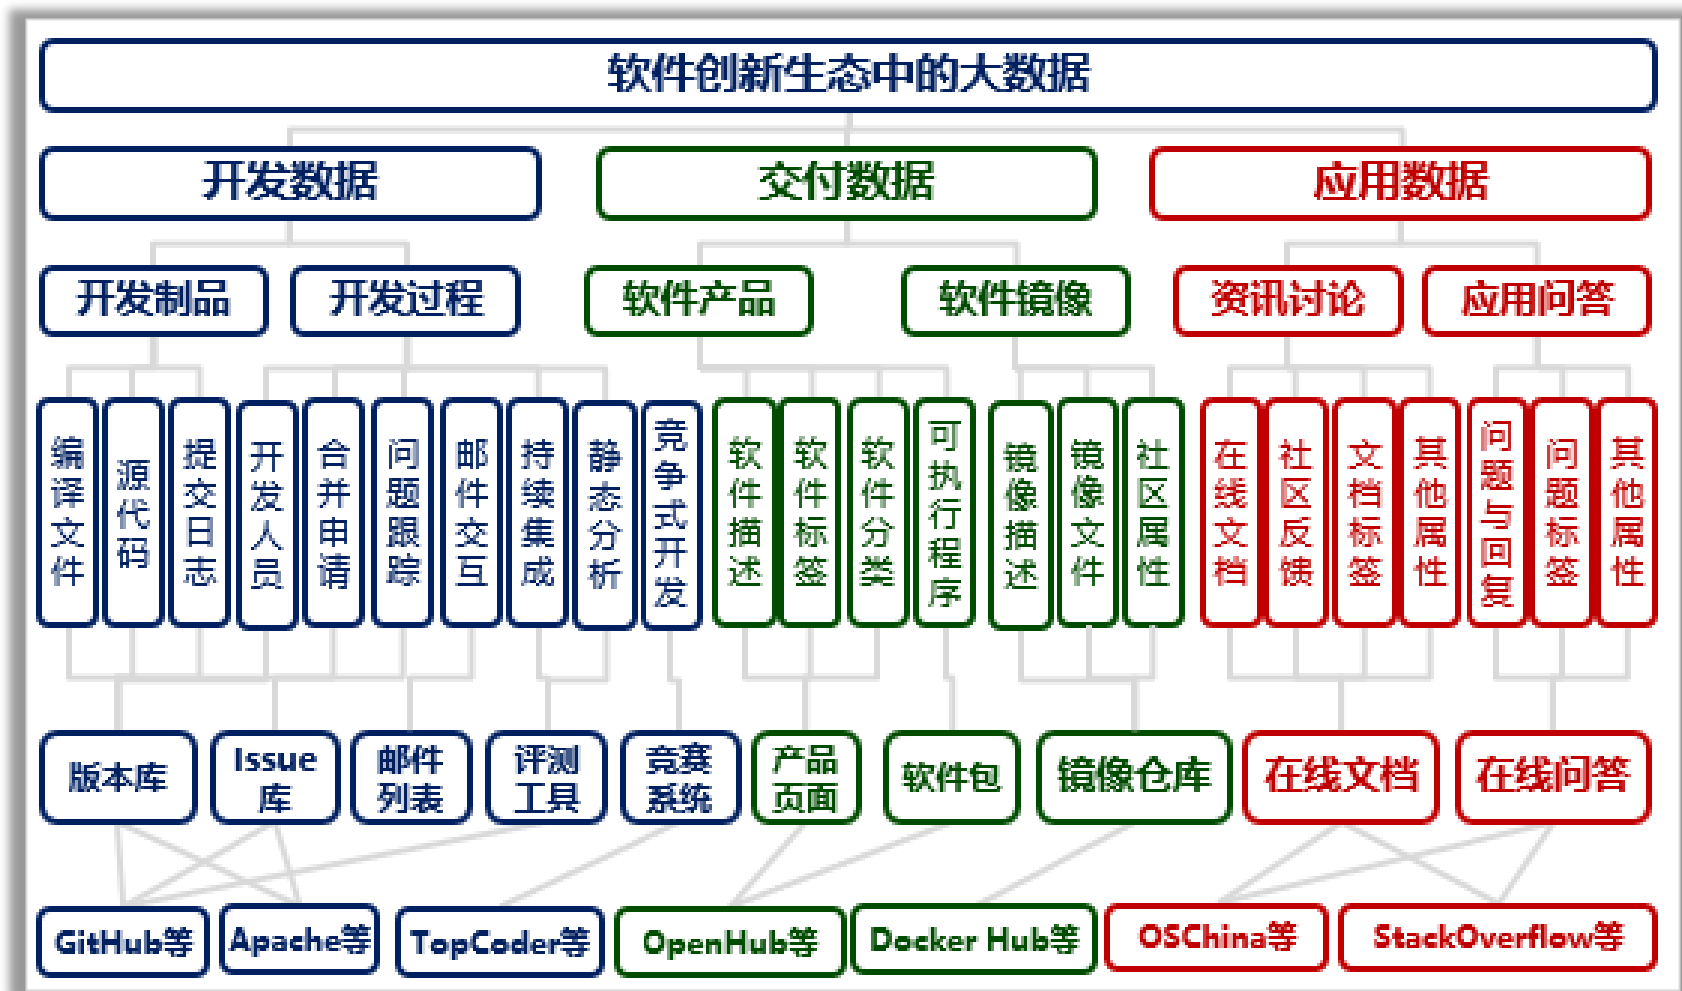 软件创新生态中的大数据
开发数据
交付数据
应用数据
开发制品
开发过程
软件产品
软件镜像
资讯讨论
应用问答
编译文件
源代码
提交日志
开发人员
合并申请
问题跟踪
邮件交互
持续集成
静态分析
竞争式开发
软件描述
软件标签
软件分类
可执行程序
镜像描述
镜像文件
社区属性
在线文档
社区反馈
文档标签
其他属性
问题与回复
问题标签
其他属性
版本库
Issue
库
邮件
列表
评测
工具
竞赛
系统
产品
页面
软件包
镜像仓库
在线文档
在线问答
GitHub等
Apache等
TopCoder等
OpenHub等
Docker Hub等
OSChina等
StackOverflow等